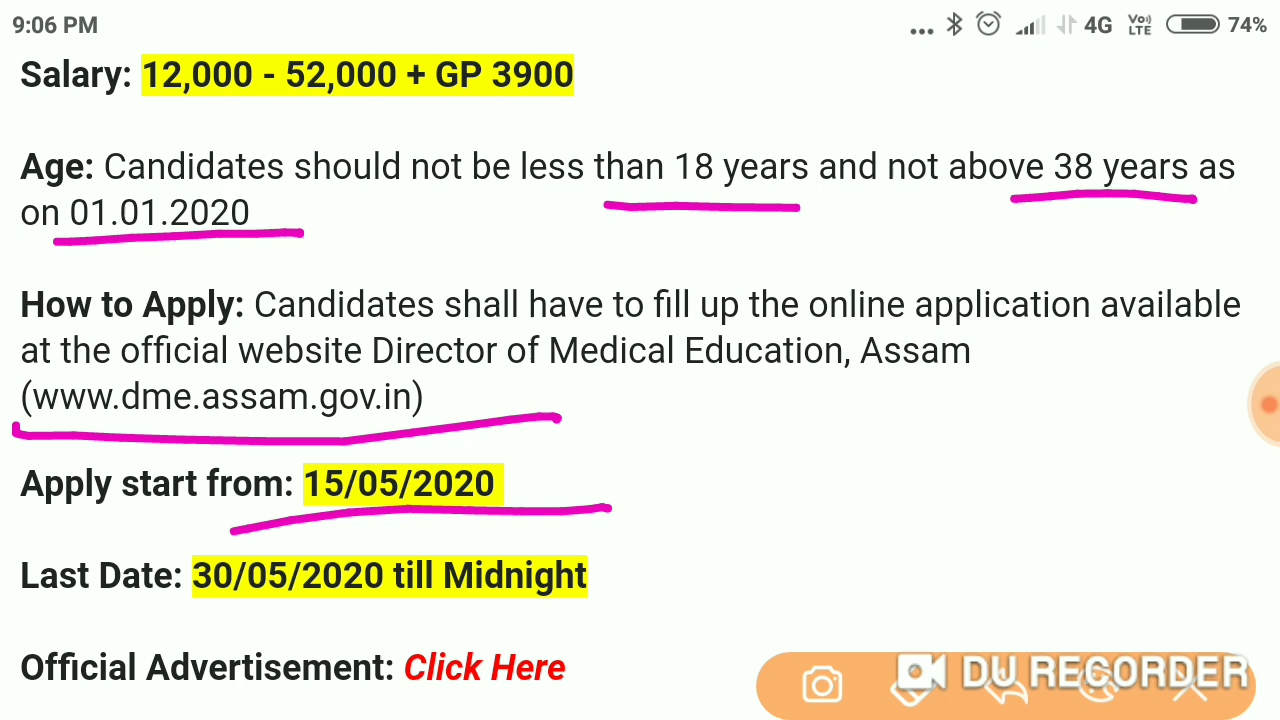 9:06 PM
... 4G VoLTE 74%
Salary: 12,000 - 52,000 + GP 3900
Age: Candidates should not be less than 18 years and not above 38 years as
on 01.01.2020
How to Apply: Candidates shall have to fill up the online application available
at the official website Director of Medical Education, Assam
(www.dme.assam.gov.in)
Apply start from: 15/05/2020
Last Date: 30/05/2020 till Midnight
Official Advertisement: Click Here
DU RECORDER